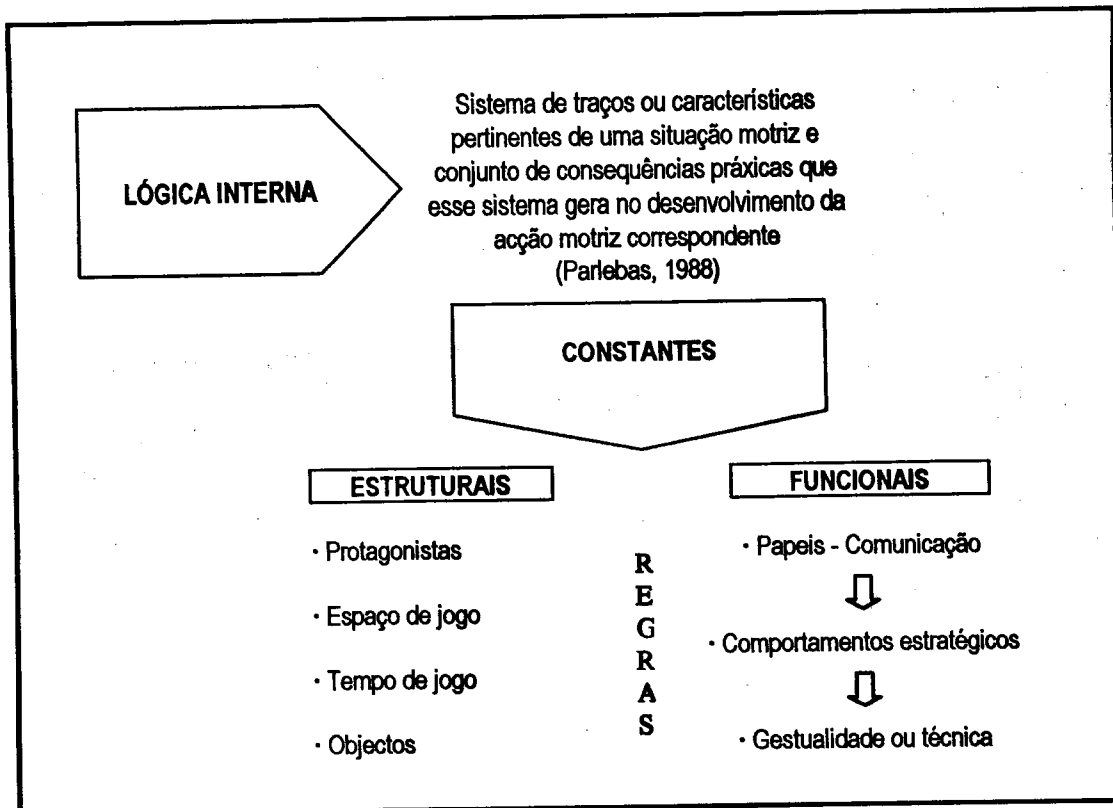 LÓGICA INTERNA
Sistema de traços ou características
pertinentes de uma situação motriz e
conjunto de consequências práxicas que
esse sistema gera no desenvolvimento da
acção motriz correspondente
(Parlebas, 1988)
CONSTANTES
ESTRUTURAIS
· Protagonistas
· Espaço de jogo
· Tempo de jogo
· Objectos
R
E
G
R
A
S
FUNCIONAIS
· Papeis - Comunicação
· Comportamentos estratégicos
· Gestualidade ou técnica